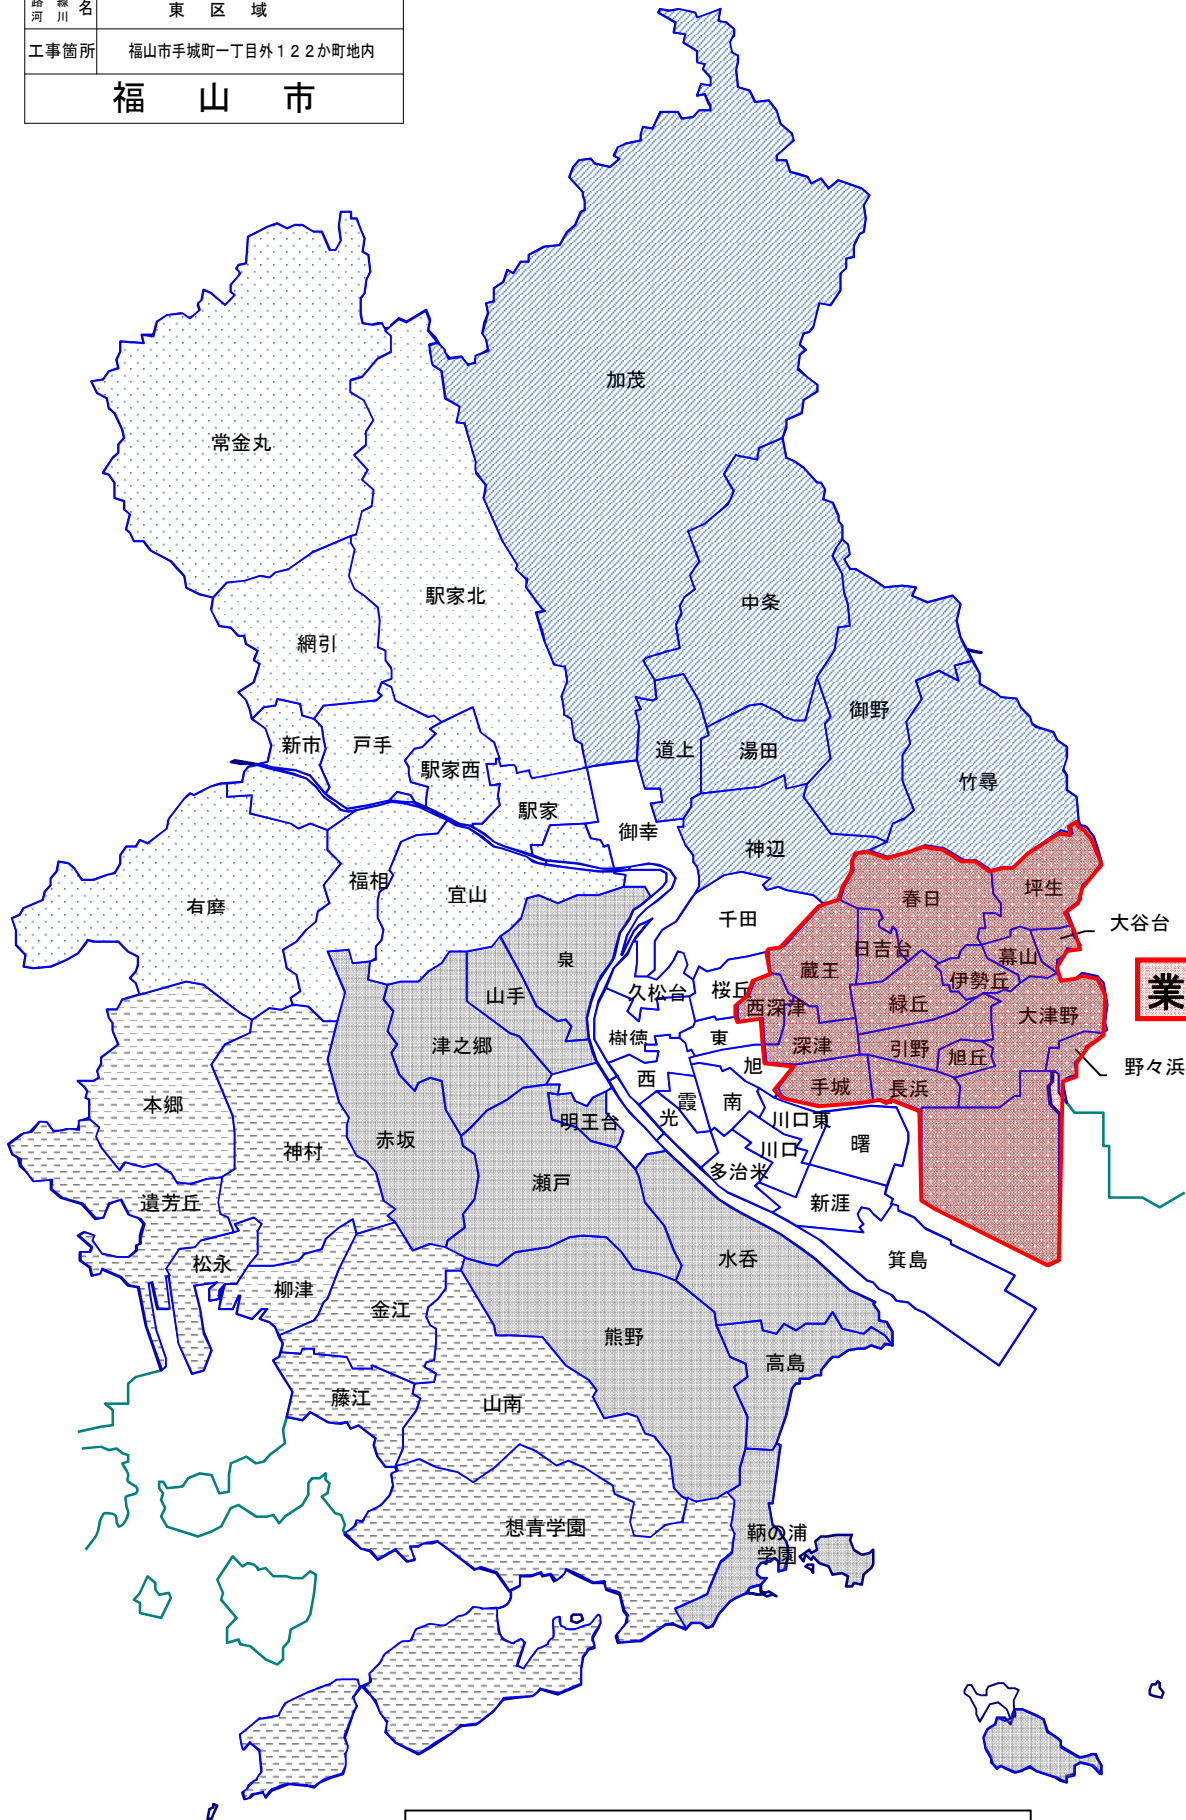 路線名
河川
東区域
工事箇所 福山市手城町一丁目外122か町地内
福山市
加茂
常金丸
駅家北
中条
網引
御野
新市
戸手
道上
湯田
駅家西
竹尋
駅家
御幸
神辺
福相
宜山
坪生
春日
有磨
千田
大谷台
日吉台
泉
幕山
蔵王
伊勢丘
山手
久松台
桜丘
業
西深津
緑丘
大津野
樹徳
東
津之郷
深津
引野
旭丘
旭
野々浜
西
手城
長浜
本郷
霞
南
光
明王台
川口東
赤坂
神村
川口
曙
多治米
瀬戸
遺芳丘
新涯
松永
水呑
箕島
柳津
金江
熊野
高島
藤江
山南
想青学園
鞆の浦
学園